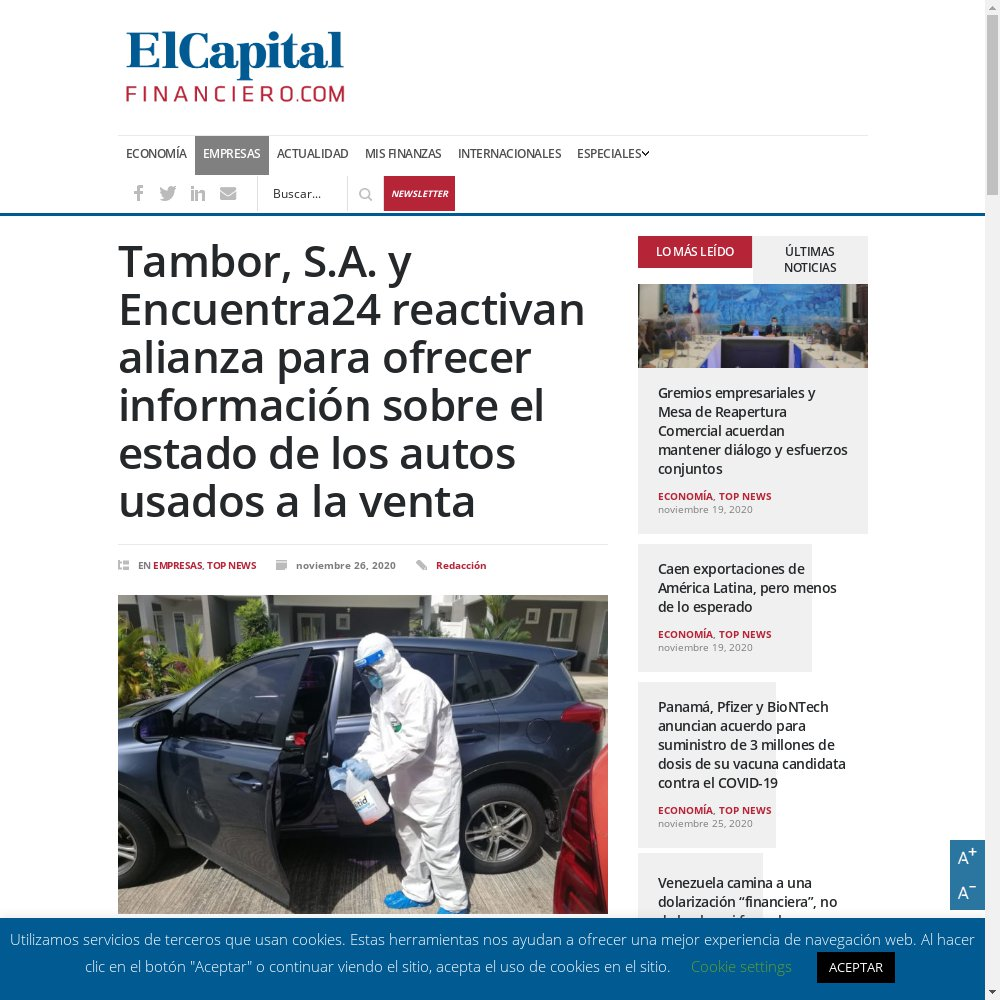 ElCapital
FINANCIERO.COM
ECONOMÍA EMPRESAS ACTUALIDAD MIS FINANZAS INTERNACIONALES ESPECIALES
Buscar... NEWSLETTER
Tambor, S.A. y
Encuentra24 reactivan
alianza para ofrecer
información sobre el
estado de los autos
usados a la venta
EN EMPRESAS, TOP NEWS noviembre 26, 2020 Redacción
LO MÁS LEÍDO
ÚLTIMAS
NOTICIAS
Gremios empresariales y
Mesa de Reapertura
Comercial acuerdan
mantener diálogo y esfuerzos
conjuntos
ECONOMÍA, TOP NEWS
noviembre 19, 2020
Caen exportaciones de
América Latina, pero menos
de lo esperado
ECONOMÍA, TOP NEWS
noviembre 19, 2020
Panamá, Pfizer y BioNTech
anuncian acuerdo para
suministro de 3 millones de
dosis de su vacuna candidata
contra el COVID-19
ECONOMÍA, TOP NEWS
noviembre 25, 2020
Venezuela camina a una
dolarización “financiera”, no
A+
A-
Utilizamos servicios de terceros que usan cookies. Estas herramientas nos ayudan a ofrecer una mejor experiencia de navegación web. Al hacer
clic en el botón "Aceptar" o continuar viendo el sitio, acepta el uso de cookies en el sitio. Cookie settings ACEPTAR